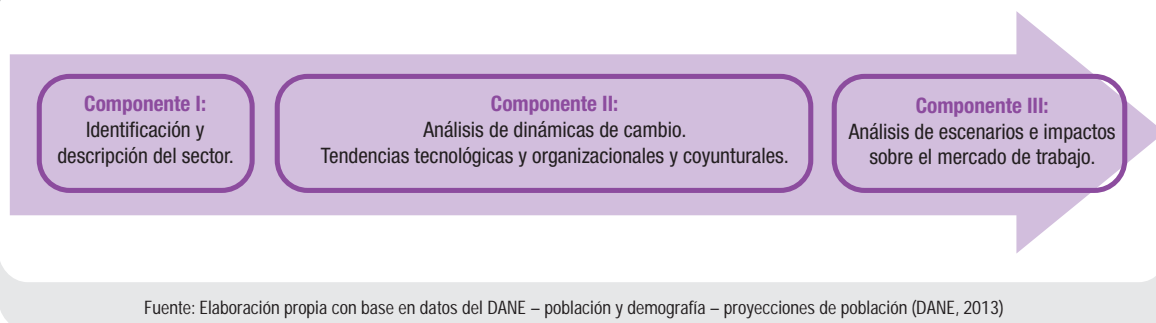 Componente I:
Identificación y
descripción del sector.
Componente II:
Análisis de dinámicas de cambio.
Tendencias tecnológicas y organizacionales y coyunturales.
Componente III:
Análisis de escenarios e impactos
sobre el mercado de trabajo.
Fuente: Elaboración propia con base en datos del DANE – población y demografía – proyecciones de población (DANE, 2013)